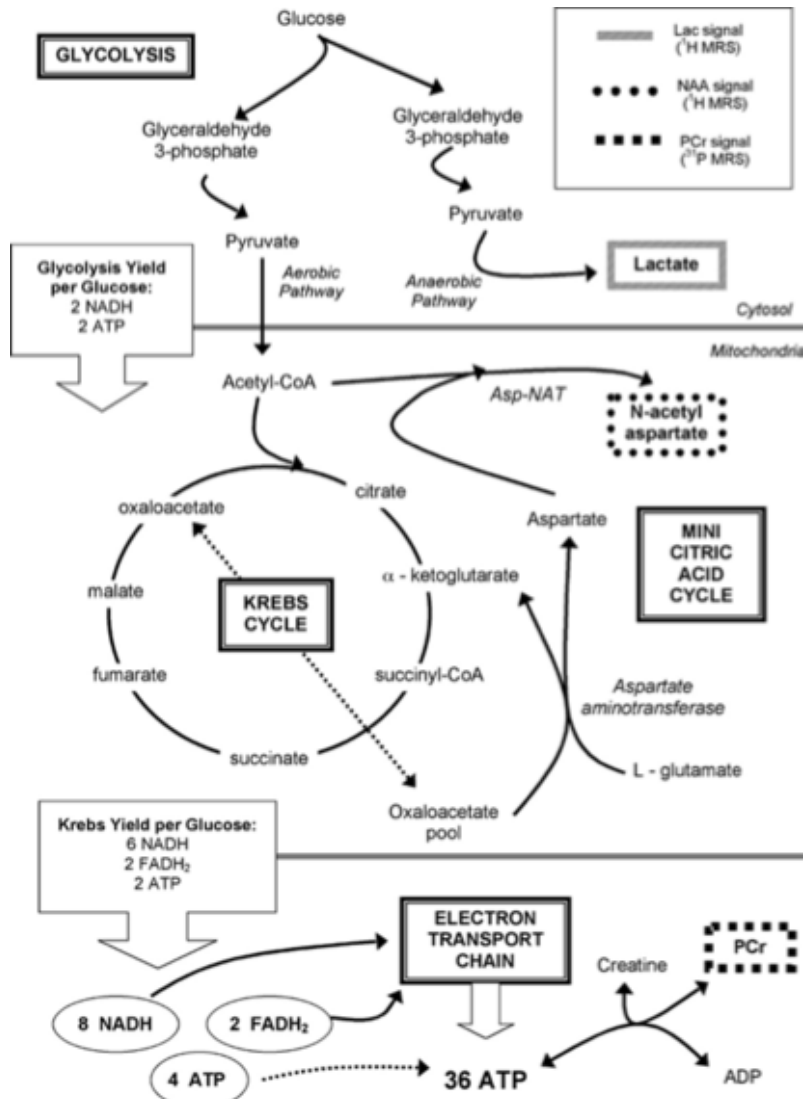 Glucose
GLYCOLYSIS
Lac signal
(¹H MRS)
NAA signal
(¹H MRS)
PCr signal
(³¹P MRS)
Glyceraldehyde
3-phosphate
Glyceraldehyde
3-phosphate
Pyruvate
Pyruvate
Glycolysis Yield
per Glucose:
2 NADH
2 ATP
Aerobic
Pathway
Anaerobic
Pathway
Lactate
Cytosol
Mitochondria
Acetyl-CoA
Asp-NAT
N-acetyl
aspartate
citrate
oxaloacetate
Aspartate
MINI
CITRIC
ACID
CYCLE
α - ketoglutarate
malate
KREBS
CYCLE
fumarate
succinyl-CoA
Aspartate
aminotransferase
succinate
L - glutamate
Oxaloacetate
pool
Krebs Yield per Glucose:
6 NADH
2 FADH₂
2 ATP
ELECTRON
TRANSPORT
CHAIN
PCr
Creatine
8 NADH
2 FADH₂
4 ATP
36 ATP
ADP